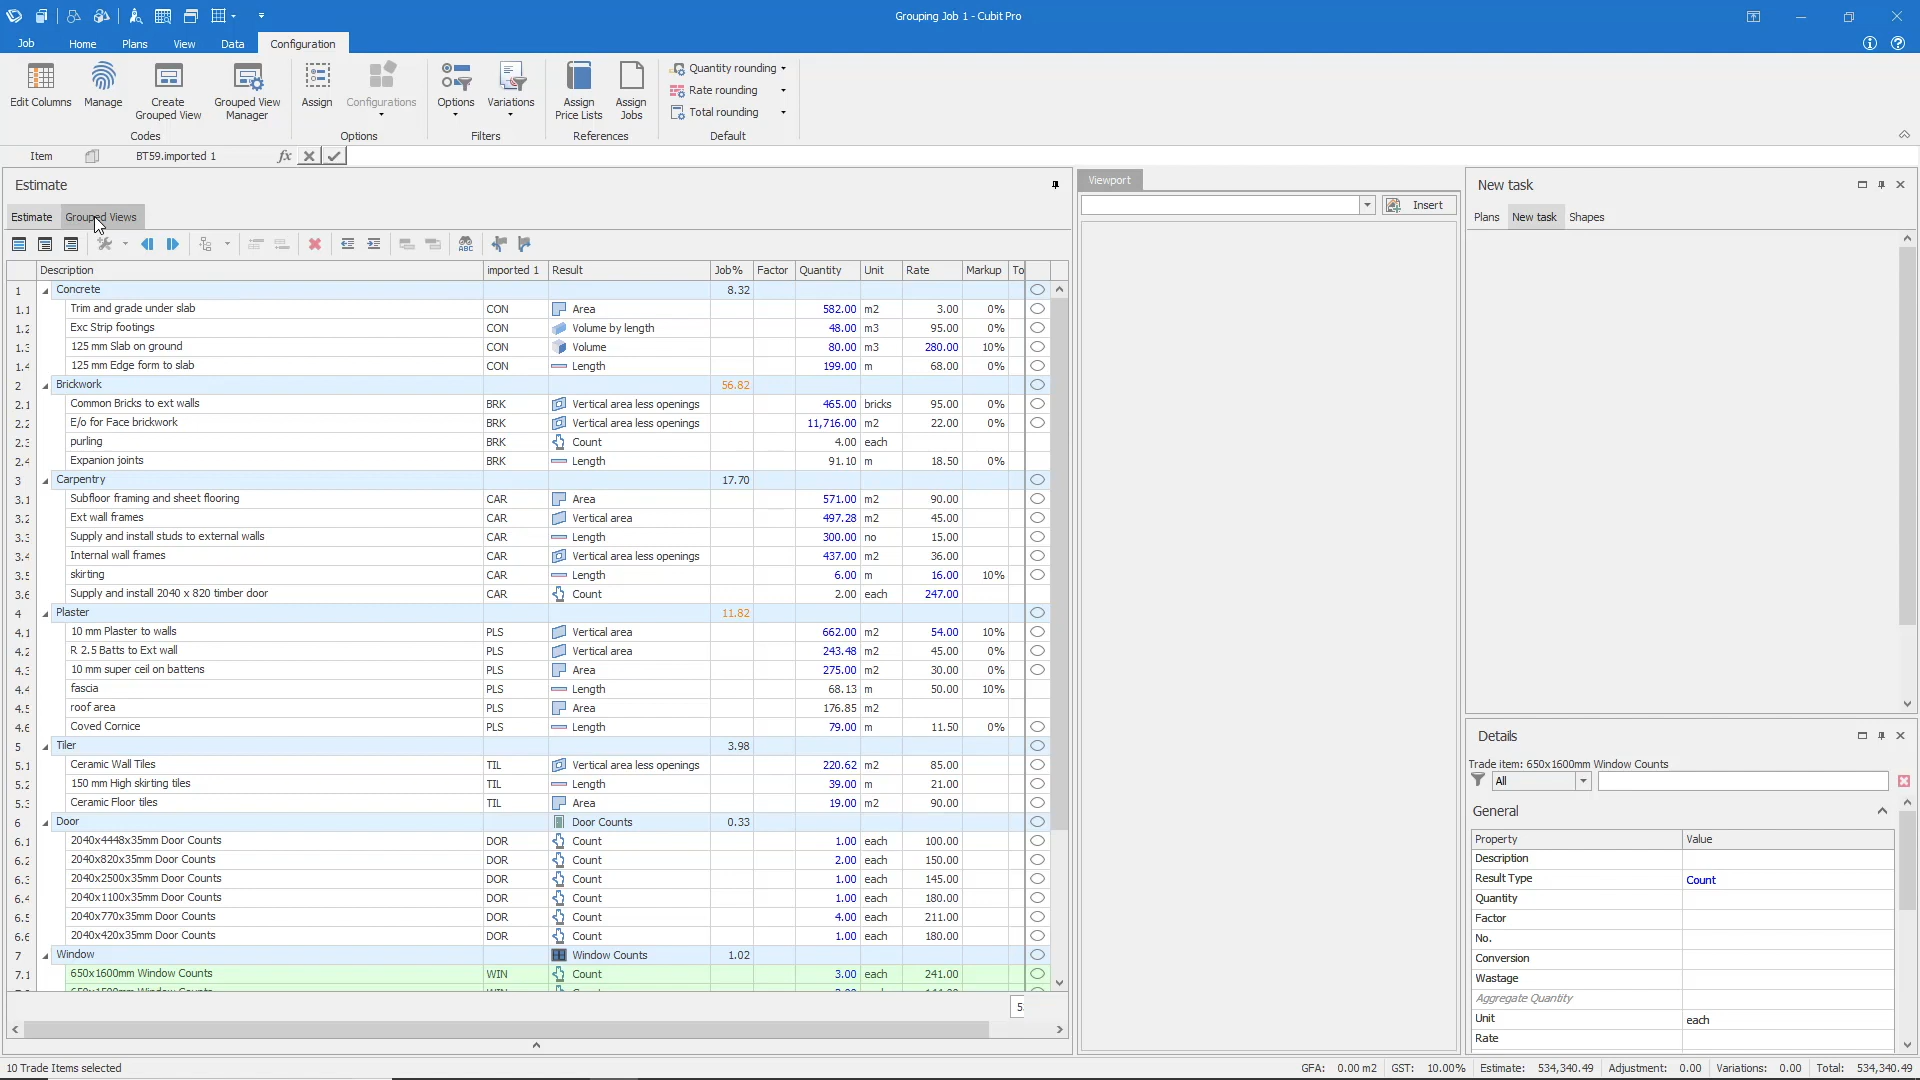 Grouping Job 1 - Cubit Pro
Job Home Plans View Data Configuration
Edit Columns Manage Create Grouped View Grouped View Manager Assign Configurations Options Variations Assign Price Lists Assign Jobs
Quantity rounding
Rate rounding
Total rounding
Codes Options Filters References Default
Item BT59.imported 1 fx
Estimate
Estimate Grouped Views
Description imported 1 Result Job% Factor Quantity Unit Rate Markup To
1 Concrete 8.32
1.1 Trim and grade under slab CON Area 582.00 m2 3.00 0%
1.2 Exc Strip footings CON Volume by length 48.00 m3 95.00 0%
1.3 125 mm Slab on ground CON Volume 80.00 m3 280.00 10%
1.4 125 mm Edge form to slab CON Length 199.00 m 68.00 0%
2 Brickwork 56.82
2.1 Common Bricks to ext walls BRK Vertical area less openings 465.00 bricks 95.00 0%
2.2 E/o for Face brickwork BRK Vertical area less openings 11,716.00 m2 22.00 0%
2.3 purling BRK Count 4.00 each
2.4 Expanion joints BRK Length 91.10 m 18.50 0%
3 Carpentry 17.70
3.1 Subfloor framing and sheet flooring CAR Area 571.00 m2 90.00
3.2 Ext wall frames CAR Vertical area 497.28 m2 45.00
3.3 Supply and install studs to external walls CAR Length 300.00 no 15.00
3.4 Internal wall frames CAR Vertical area less openings 437.00 m2 36.00
3.5 skirting CAR Length 6.00 m 16.00 10%
3.6 Supply and install 2040 x 820 timber door CAR Count 2.00 each 247.00
4 Plaster 11.82
4.1 10 mm Plaster to walls PLS Vertical area 662.00 m2 54.00 10%
4.2 R 2.5 Batts to Ext wall PLS Vertical area 243.48 m2 45.00 0%
4.3 10 mm super ceil on battens PLS Area 275.00 m2 30.00 0%
4.4 fascia PLS Length 68.13 m 50.00 10%
4.5 roof area PLS Area 176.85 m2
4.6 Coved Cornice PLS Length 79.00 m 11.50 0%
5 Tiler 3.98
5.1 Ceramic Wall Tiles TIL Vertical area less openings 220.62 m2 85.00
5.2 150 mm High skirting tiles TIL Length 39.00 m 21.00
5.3 Ceramic Floor tiles TIL Area 19.00 m2 90.00
6 Door Door Counts 0.33
6.1 2040x4448x35mm Door Counts DOR Count 1.00 each 100.00
6.2 2040x820x35mm Door Counts DOR Count 2.00 each 150.00
6.3 2040x2500x35mm Door Counts DOR Count 1.00 each 145.00
6.4 2040x1100x35mm Door Counts DOR Count 1.00 each 180.00
6.5 2040x770x35mm Door Counts DOR Count 4.00 each 211.00
6.6 2040x420x35mm Door Counts DOR Count 1.00 each 180.00
7 Window Window Counts 1.02
7.1 650x1600mm Window Counts WIN Count 3.00 each 241.00
Viewport
Insert
New task
Plans New task Shapes
Details
Trade item: 650x1600mm Window Counts
All
General
Property Value
Description
Result Type Count
Quantity
Factor
No.
Conversion
Wastage
Aggregate Quantity
Unit each
Rate
10 Trade Items selected GFA: 0.00 m2 GST: 10.00% Estimate: 534,340.49 Adjustment: 0.00 Variations: 0.00 Total: 534,340.49